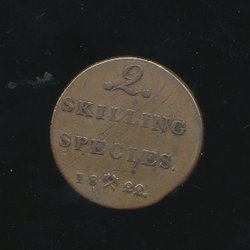 .2.
SKILLING
SPECIES.
18⚒22.